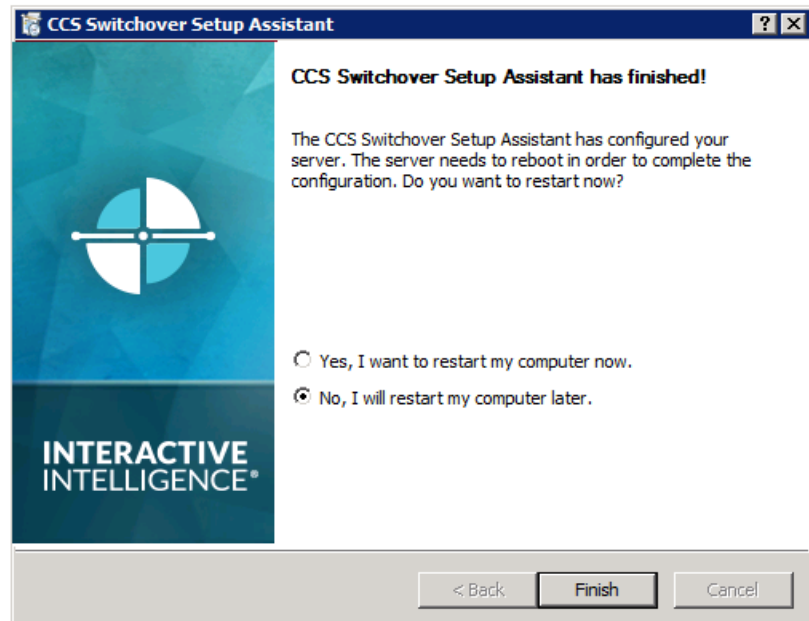 CCS Switchover Setup Assistant
CCS Switchover Setup Assistant has finished!
The CCS Switchover Setup Assistant has configured your
server. The server needs to reboot in order to complete the
configuration. Do you want to restart now?
Yes, I want to restart my computer now.
No, I will restart my computer later.
INTERACTIVE
INTELLIGENCE®
< Back
Finish
Cancel